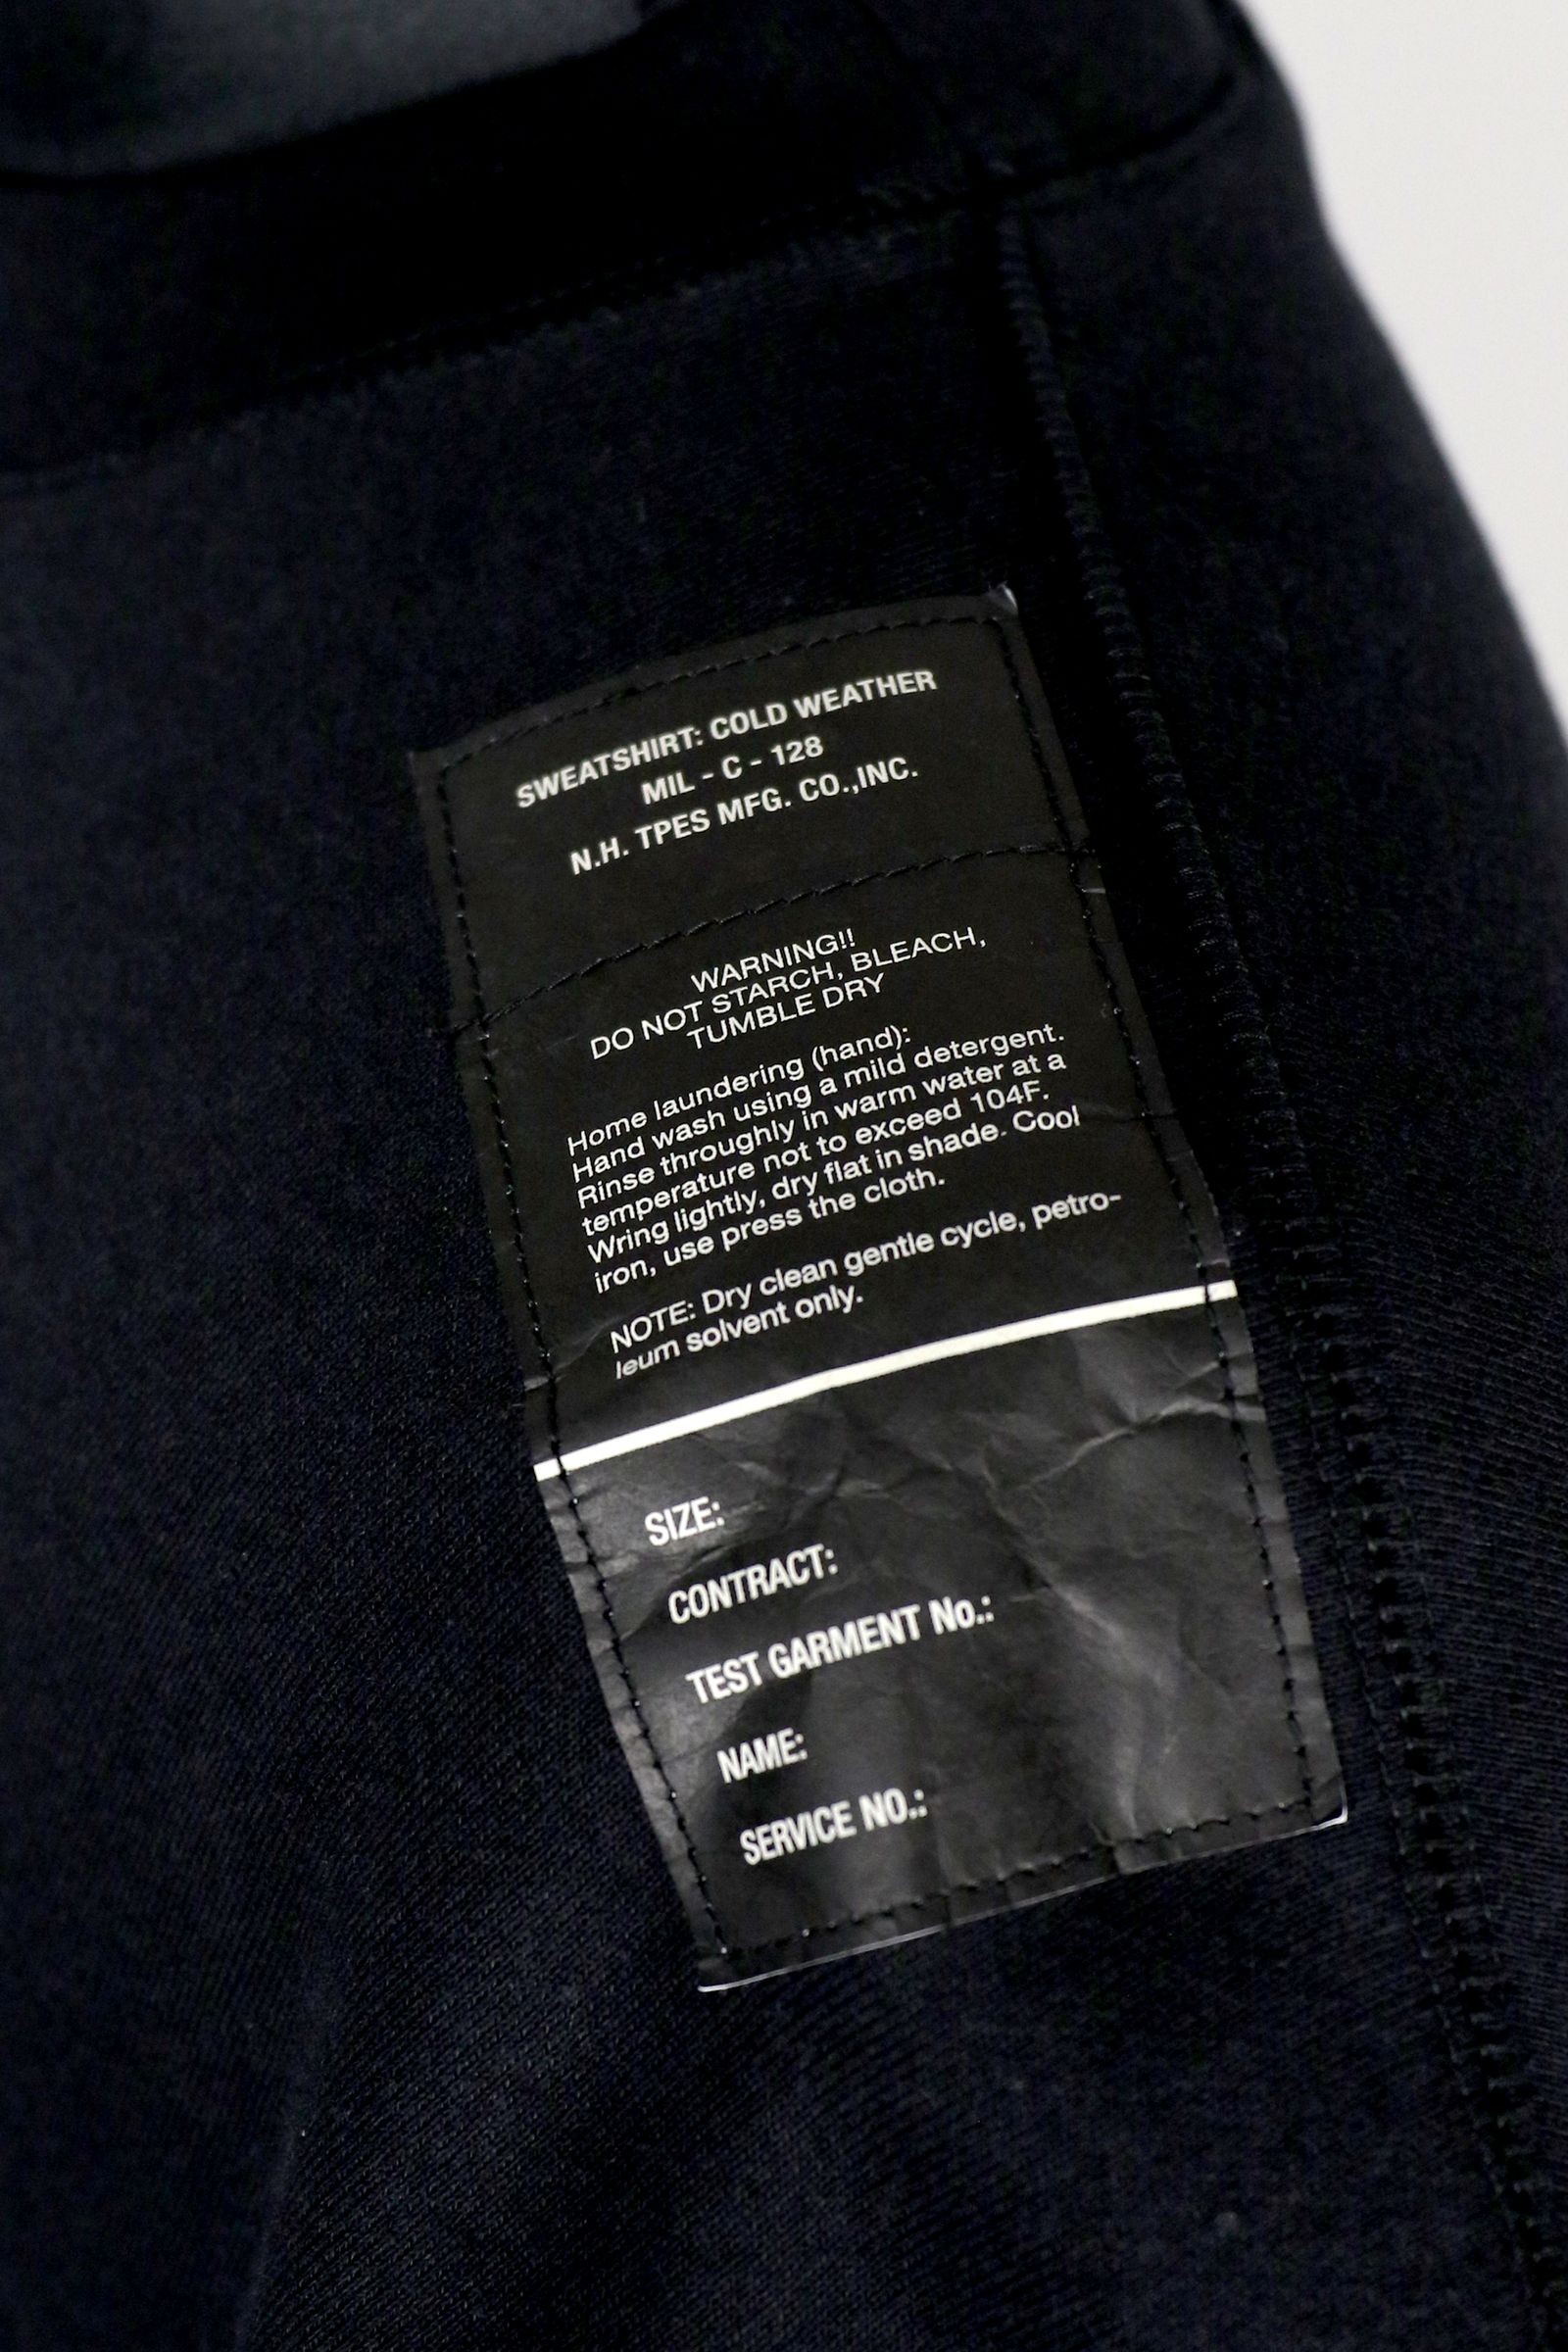 SWEATSHIRT: COLD WEATHER
MIL - C - 128
N.H. TPES MFG. CO.,INC.
WARNING!!
DO NOT STARCH, BLEACH,
TUMBLE DRY
Home laundering (hand):
Hand wash using a mild detergent.
Rinse throughly in warm water at a
temperature not to exceed 104F.
Wring lightly, dry flat in shade. Cool
iron, use press the cloth.
NOTE: Dry clean gentle cycle, petro-
leum solvent only.
SIZE:
CONTRACT:
TEST GARMENT No.:
NAME:
SERVICE NO.: